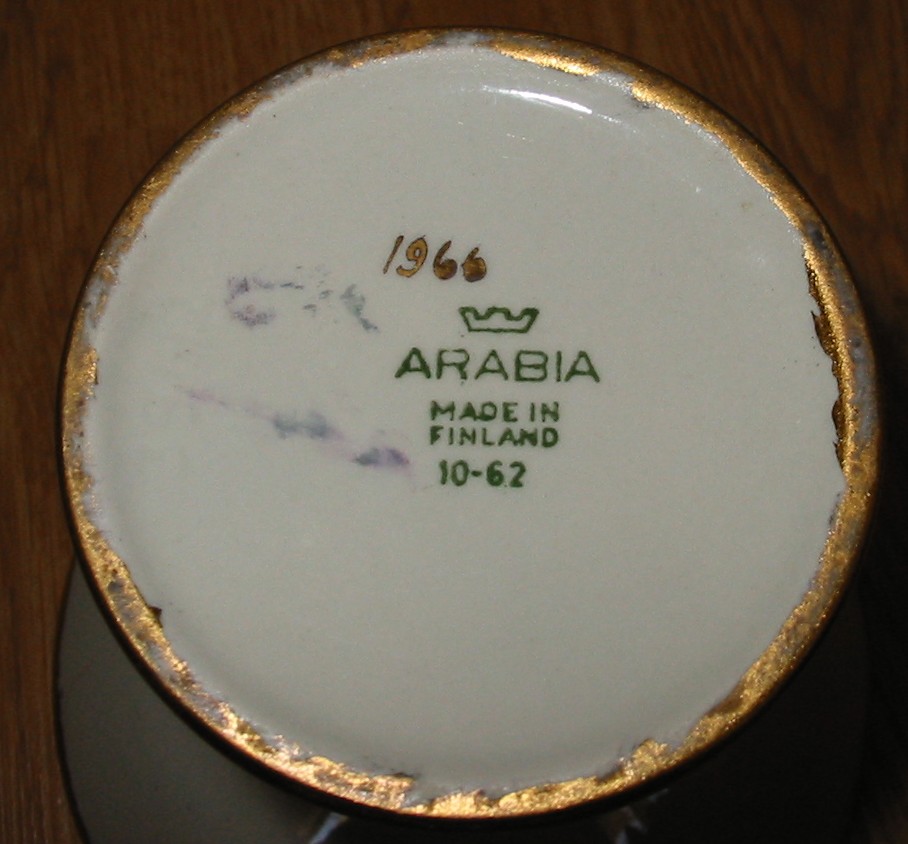 1966
ARABIA
MADE IN
FINLAND
10-62